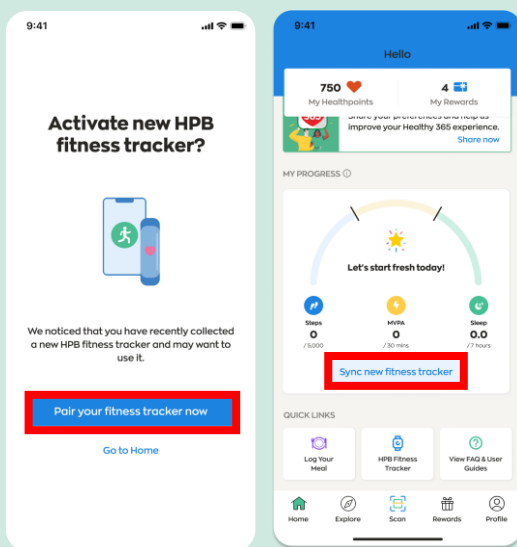 9:41
Activate new HPB
fitness tracker?
We noticed that you have recently collected
a new HPB fitness tracker and may want to
use it.
Pair your fitness tracker now
Go to Home
9:41
Hello
750
My Healthpoints
4
My Rewards
365
share your preferences and help us
improve your Healthy 365 experience.
Share now
MY PROGRESS
Let's start fresh today!
Steps
0
/ 5,000
MVPA
0
/ 30 mins
Sleep
0.0
/ 7 hours
Sync new fitness tracker
QUICK LINKS
Log Your
Meal
HPB Fitness
Tracker
View FAQ & User
Guides
Home
Explore
Scan
Rewards
Profile